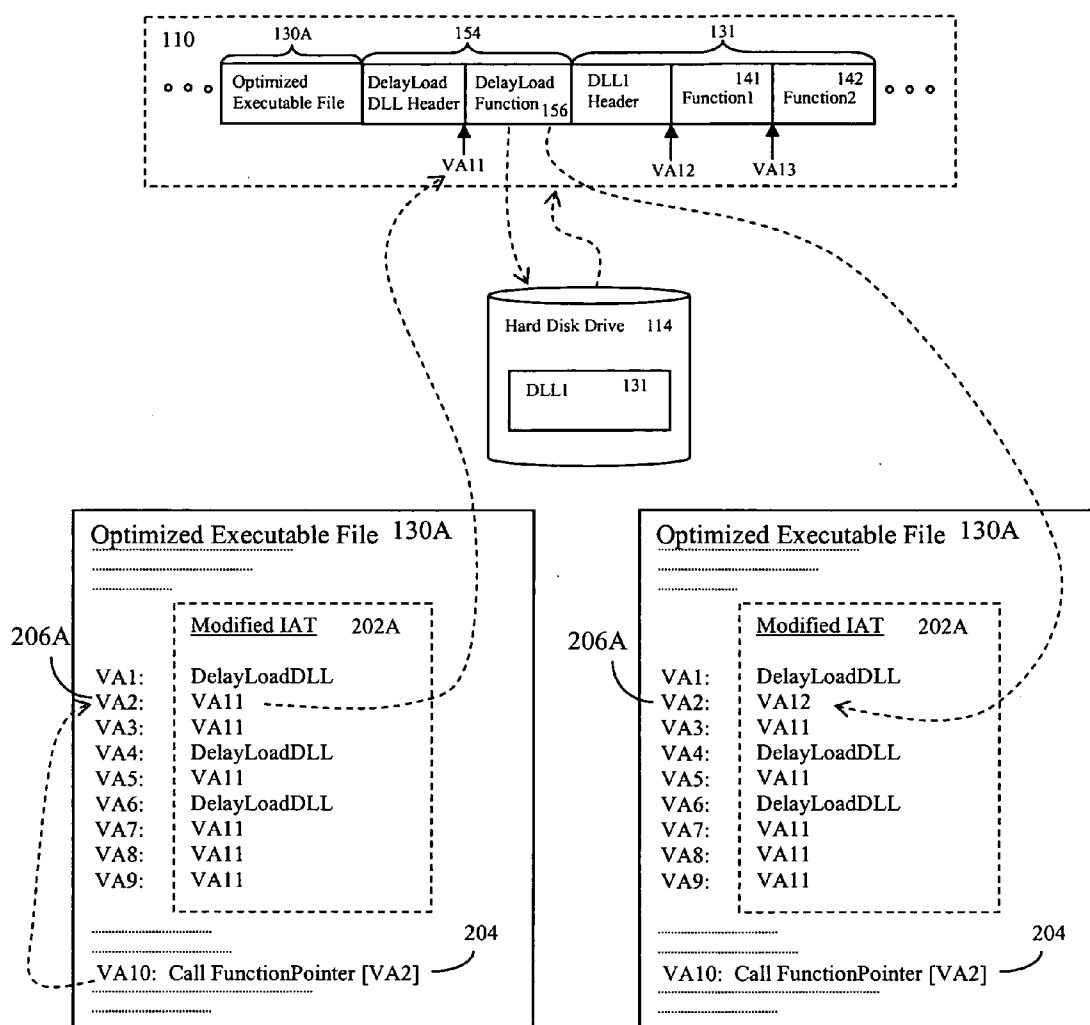 110 130A 154 131
Optimized Executable File
DelayLoad DLL Header
DelayLoad Function 156
DLL1 Header
141 Function1
142 Function2
VA11 VA12 VA13
Hard Disk Drive 114
DLL1 131
Optimized Executable File 130A
Modified IAT 202A
206A
VA1: DelayLoadDLL
VA2: VA11
VA3: VA11
VA4: DelayLoadDLL
VA5: VA11
VA6: DelayLoadDLL
VA7: VA11
VA8: VA11
VA9: VA11
204
VA10: Call FunctionPointer [VA2]
Optimized Executable File 130A
Modified IAT 202A
206A
VA1: DelayLoadDLL
VA2: VA12
VA3: VA11
VA4: DelayLoadDLL
VA5: VA11
VA6: DelayLoadDLL
VA7: VA11
VA8: VA11
VA9: VA11
204
VA10: Call FunctionPointer [VA2]